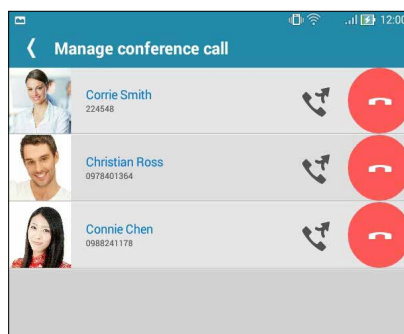 12:00
Manage conference call
Corrie Smith
224548
Christian Ross
0978401364
Connie Chen
0988241178